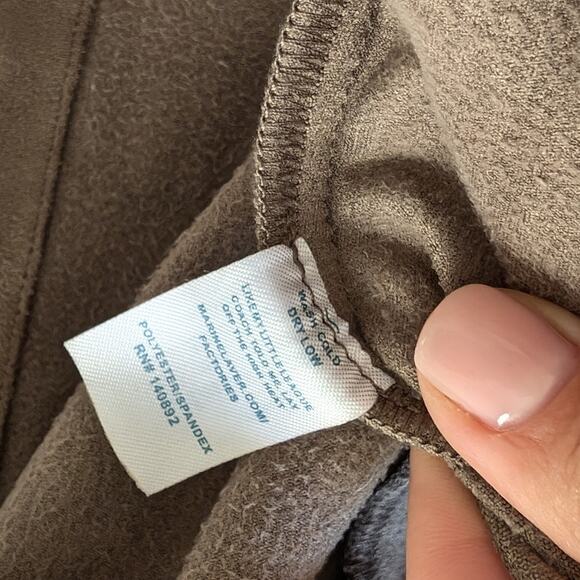 WASH COLD
DRY LOW
LIKE MY LITTLE LEAGUE
COACH TOLD ME, LAY
OFF THE HIGH HEAT
MARINELAYER.COM/
FACTORIES
POLYESTER/SPANDEX
RN# 140892